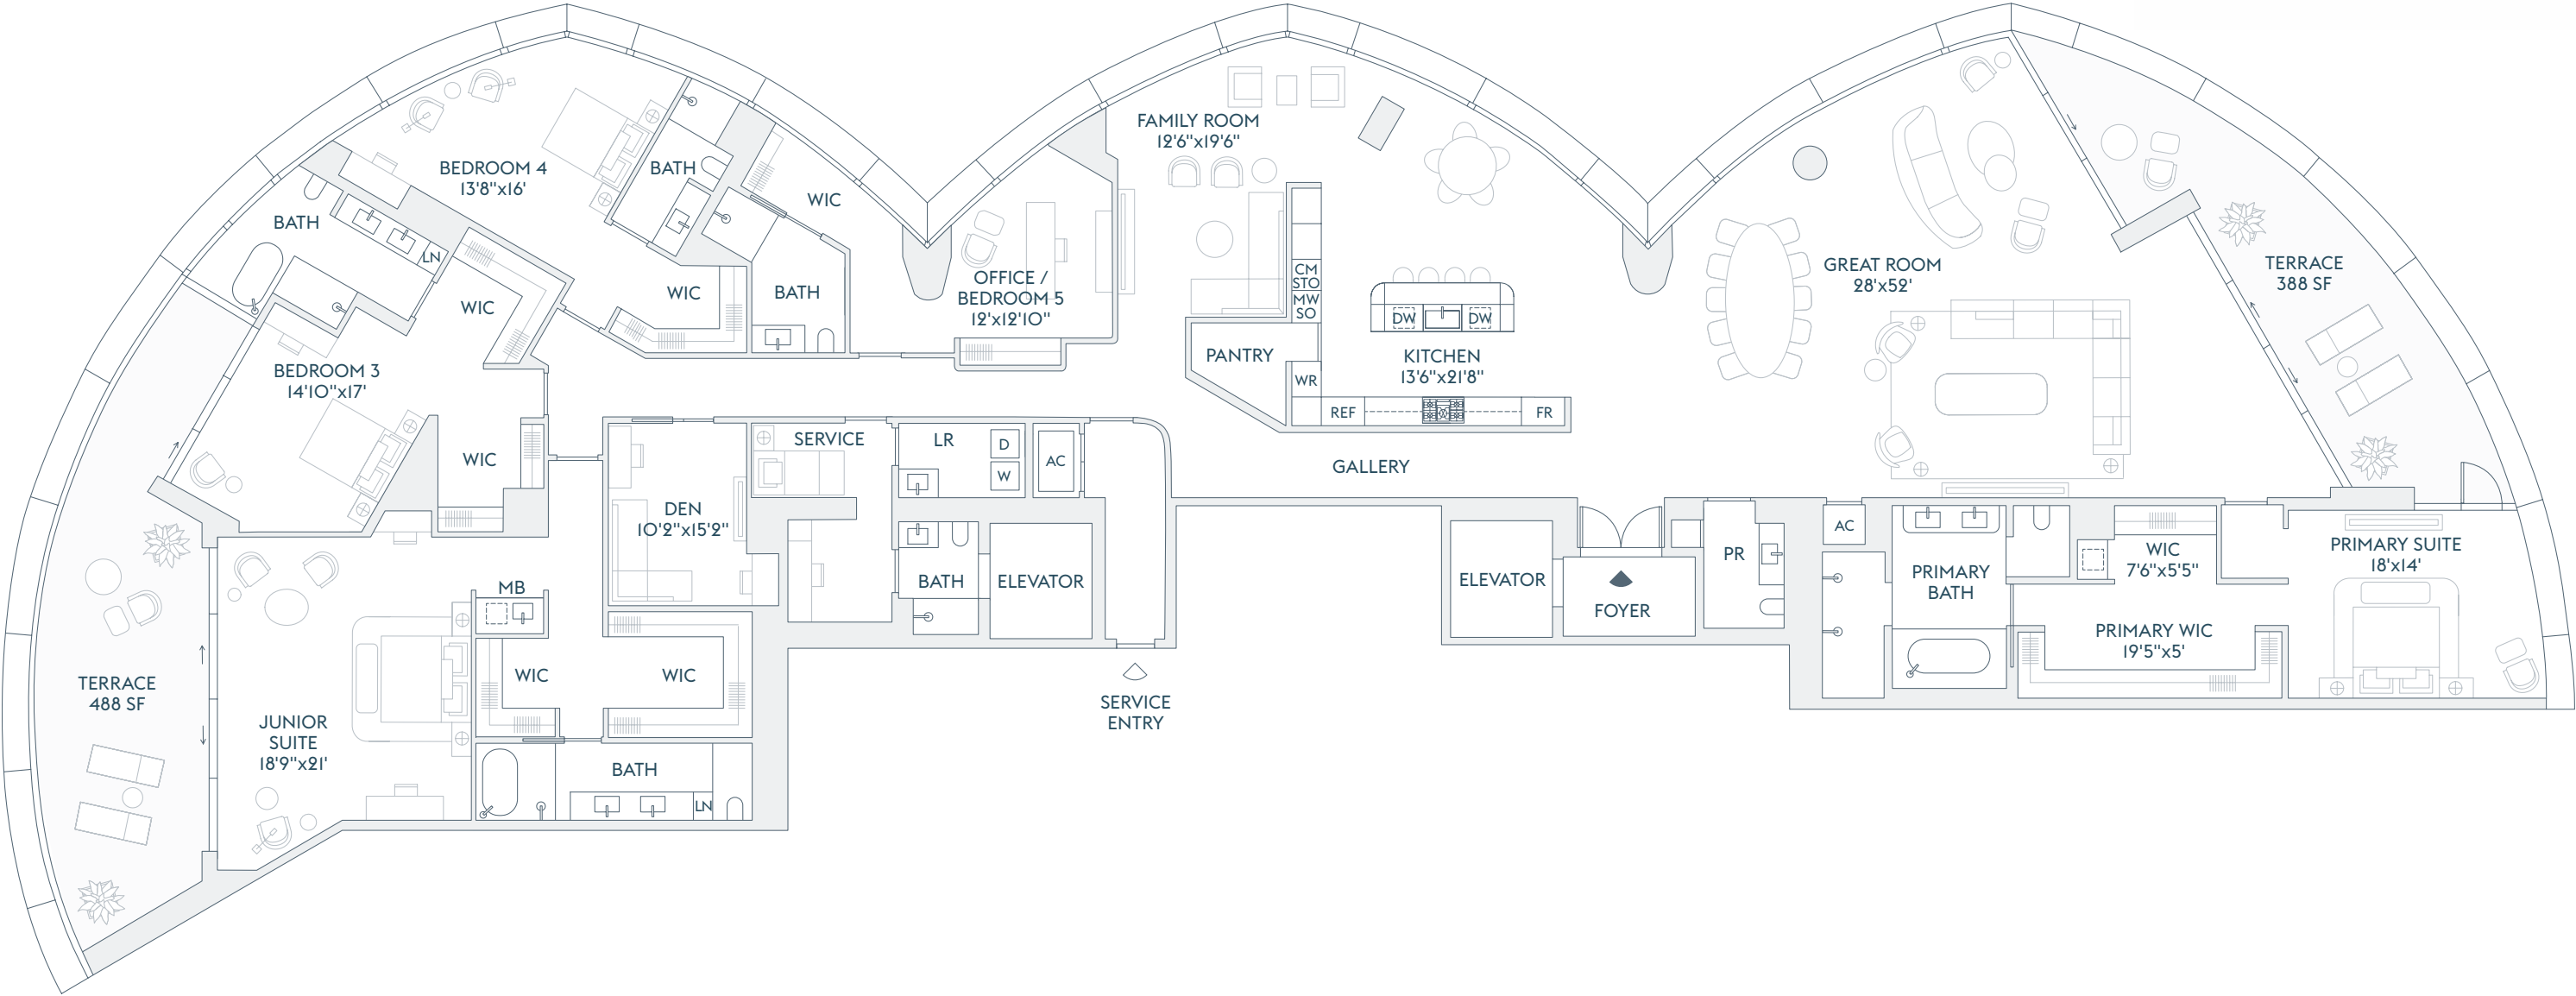 BEDROOM 4
13'8"x16'
BATH
WIC
BATH
LN
WIC
WIC
BATH
OFFICE /
BEDROOM 5
12'x12'10"
FAMILY ROOM
12'6"x19'6"
CM
STO
MW
SO
DW
DW
PANTRY
WR
KITCHEN
13'6"x21'8"
REF
FR
GREAT ROOM
28'x52'
TERRACE
388 SF
BEDROOM 3
14'10"x17'
WIC
DEN
10'2"x15'2"
SERVICE
LR
D
W
AC
GALLERY
BATH
ELEVATOR
MB
WIC
WIC
TERRACE
488 SF
JUNIOR
SUITE
18'9"x21'
BATH
LN
SERVICE
ENTRY
ELEVATOR
FOYER
PR
AC
PRIMARY
BATH
WIC
7'6"x5'5"
PRIMARY WIC
19'5"x5'
PRIMARY SUITE
18'x14'